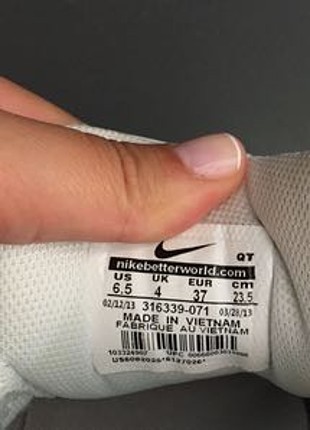 QT
nikebetterworld.com
US UK EUR cm
6.5 4 37 23.5
02/12/13 316339-071 03/28/13
MADE IN VIETNAM
FABRIQUE AU VIETNAM
UPC